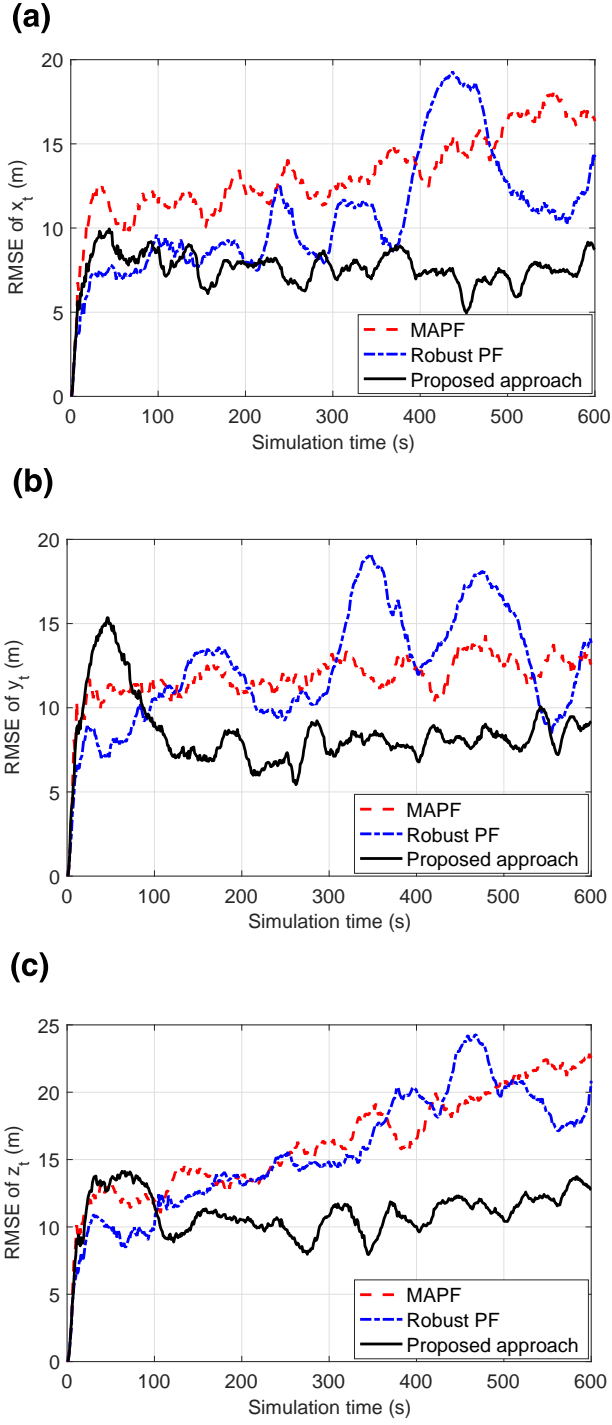 (a)
20
15
10
5
0
RMSE of x_t (m)
MAPF
Robust PF
Proposed approach
0 100 200 300 400 500 600
Simulation time (s)
(b)
20
15
10
5
0
RMSE of y_t (m)
MAPF
Robust PF
Proposed approach
0 100 200 300 400 500 600
Simulation time (s)
(c)
25
20
15
10
5
0
RMSE of z_t (m)
MAPF
Robust PF
Proposed approach
0 100 200 300 400 500 600
Simulation time (s)